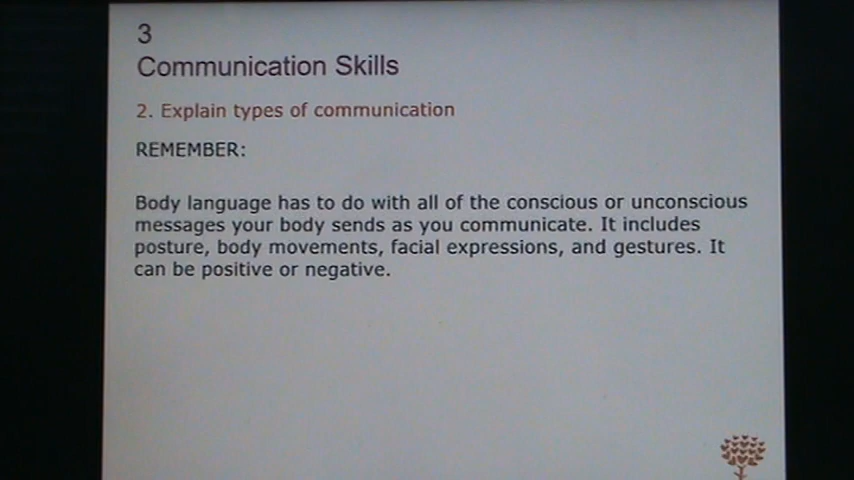 3
Communication Skills
2. Explain types of communication
REMEMBER:
Body language has to do with all of the conscious or unconscious
messages your body sends as you communicate. It includes
posture, body movements, facial expressions, and gestures. It
can be positive or negative.